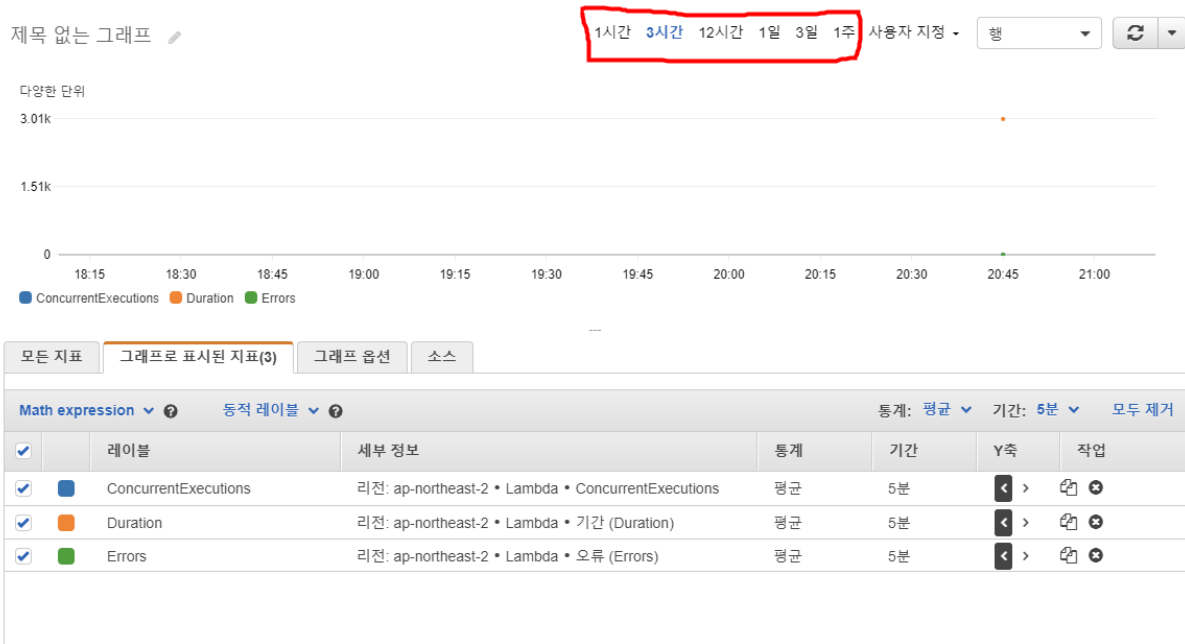 제목 없는 그래프
1시간 3시간 12시간 1일 3일 1주 사용자 지정 행
다양한 단위
3.01k
1.51k
0
18:15 18:30 18:45 19:00 19:15 19:30 19:45 20:00 20:15 20:30 20:45 21:00
ConcurrentExecutions Duration Errors
모든 지표 그래프로 표시된 지표(3) 그래프 옵션 소스
Math expression 동적 레이블 통계: 평균 기간: 5분 모두 제거
레이블 세부 정보 통계 기간 Y축 작업
ConcurrentExecutions 리전: ap-northeast-2 • Lambda • ConcurrentExecutions 평균 5분
Duration 리전: ap-northeast-2 • Lambda • 기간 (Duration) 평균 5분
Errors 리전: ap-northeast-2 • Lambda • 오류 (Errors) 평균 5분